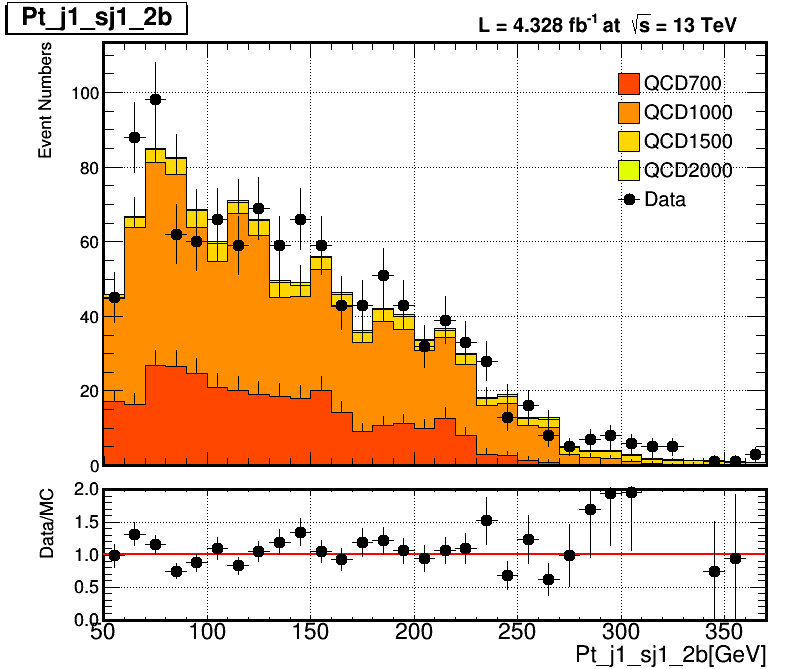 Pt_j1_sj1_2b
L = 4.328 fb⁻¹ at √s = 13 TeV
Event Numbers
100
80
60
40
20
0
QCD700
QCD1000
QCD1500
QCD2000
Data
Data/MC
2.0
1.5
1.0
0.5
0.0
50 100 150 200 250 300 350
Pt_j1_sj1_2b[GeV]